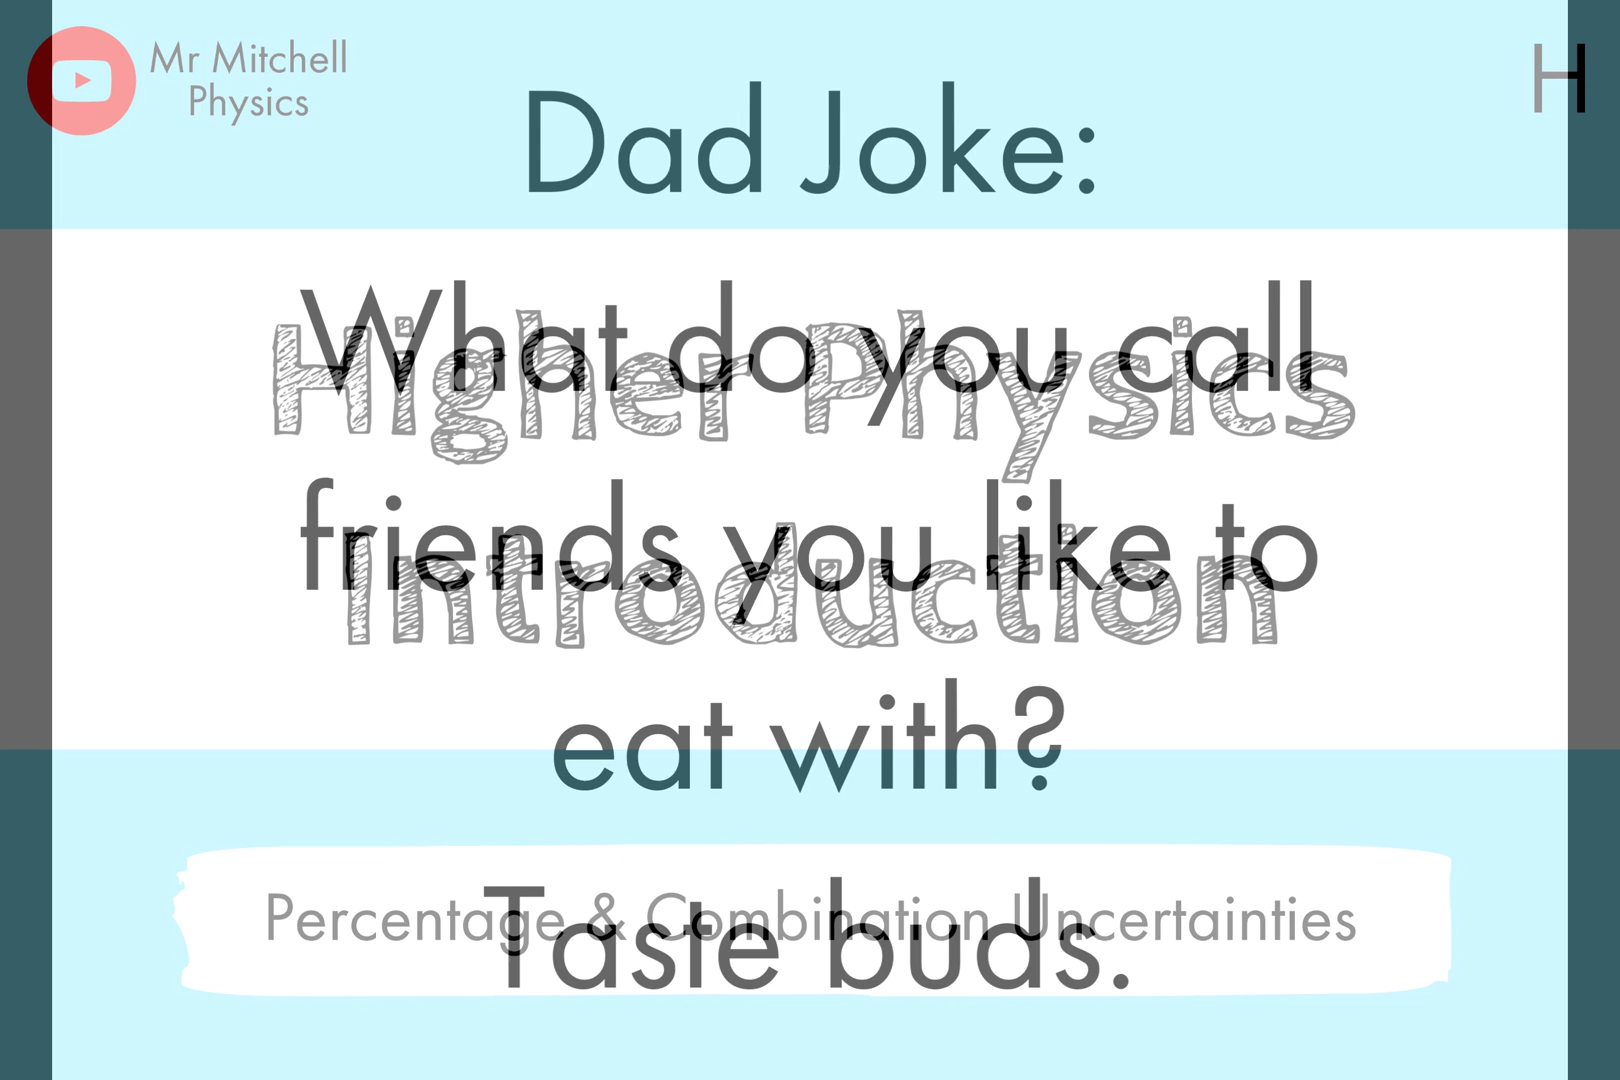 Mr Mitchell
Physics
H
Dad Joke:
What do you call
Higher Physics
friends you like to
Introduction
eat with?
Percentage & Combination Uncertainties
Taste buds.